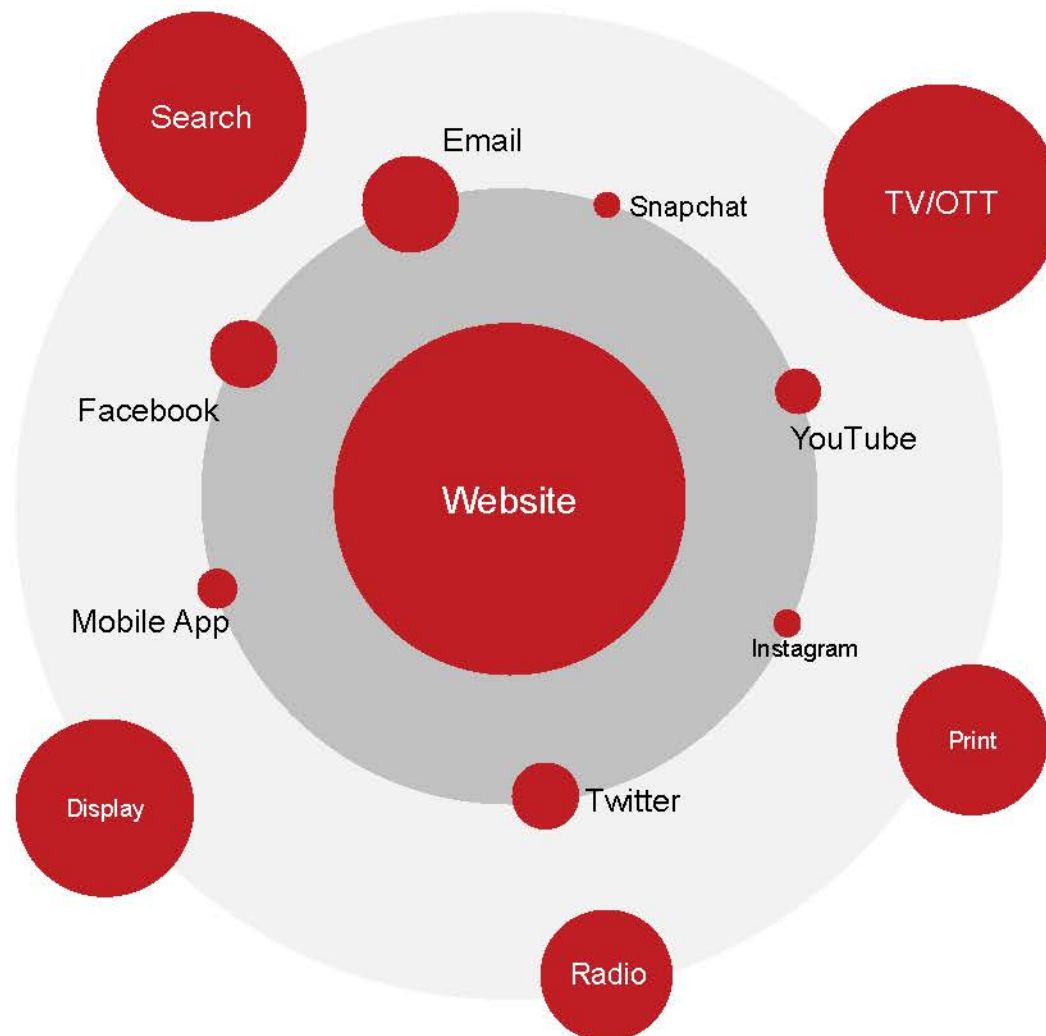 Search
Email
Snapchat
TV/OTT
Facebook
YouTube
Website
Mobile App
Instagram
Print
Display
Twitter
Radio